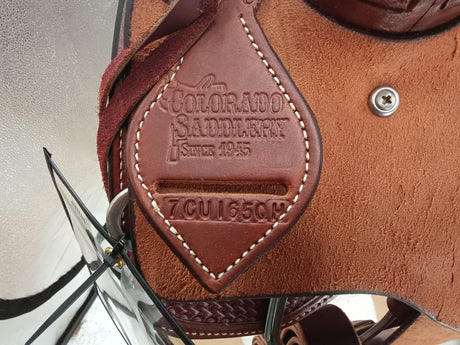 COLORADO
SADDLERY
SINCE 1945
7CU165QH